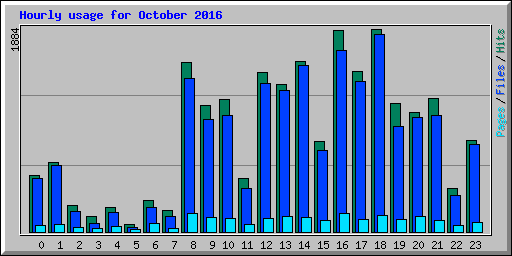 Hourly usage for October 2016
1884
Pages/Files/Hits
0 1 2 3 4 5 6 7 8 9 10 11 12 13 14 15 16 17 18 19 20 21 22 23